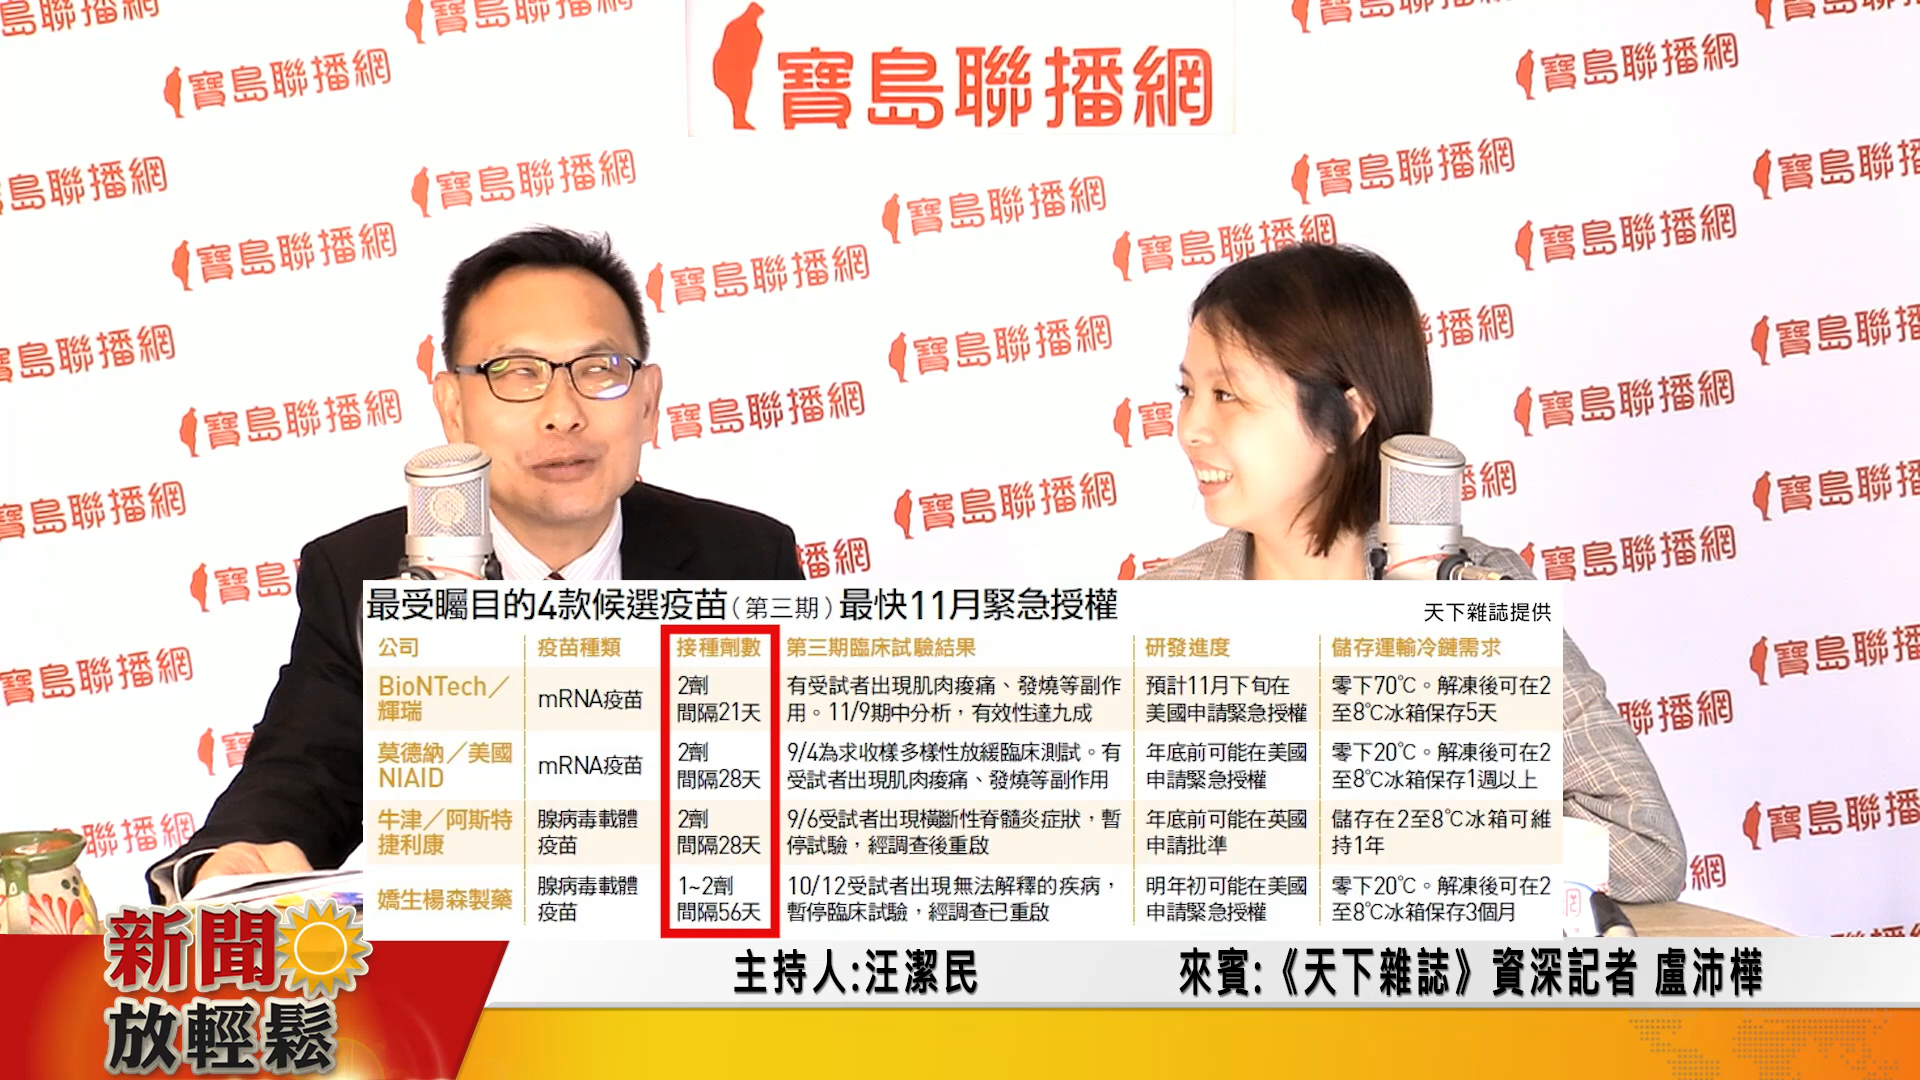 寶島聯播網
最受矚目的4款候選疫苗(第三期)最快11月緊急授權
天下雜誌提供
公司 疫苗種類 接種劑數 第三期臨床試驗結果 研發進度 儲存運輸冷鏈需求
BioNTech／輝瑞 mRNA疫苗 2劑 間隔21天 有受試者出現肌肉痠痛、發燒等副作用。11/9期中分析，有效性達九成 預計11月下旬在美國申請緊急授權 零下70℃。解凍後可在2至8℃冰箱保存5天
莫德納／美國NIAID mRNA疫苗 2劑 間隔28天 9/4為求收樣多樣性放緩臨床測試。有受試者出現肌肉痠痛、發燒等副作用 年底前可能在美國申請緊急授權 零下20℃。解凍後可在2至8℃冰箱保存1週以上
牛津／阿斯特捷利康 腺病毒載體疫苗 2劑 間隔28天 9/6受試者出現橫斷性脊髓炎症狀，暫停試驗，經調查後重啟 年底前可能在英國申請批準 儲存在2至8℃冰箱可維持1年
嬌生楊森製藥 腺病毒載體疫苗 1~2劑 間隔56天 10/12受試者出現無法解釋的疾病，暫停臨床試驗，經調查已重啟 明年初可能在美國申請緊急授權 零下20℃。解凍後可在2至8℃冰箱保存3個月
新聞
放輕鬆
主持人:汪潔民
來賓:《天下雜誌》資深記者 盧沛樺